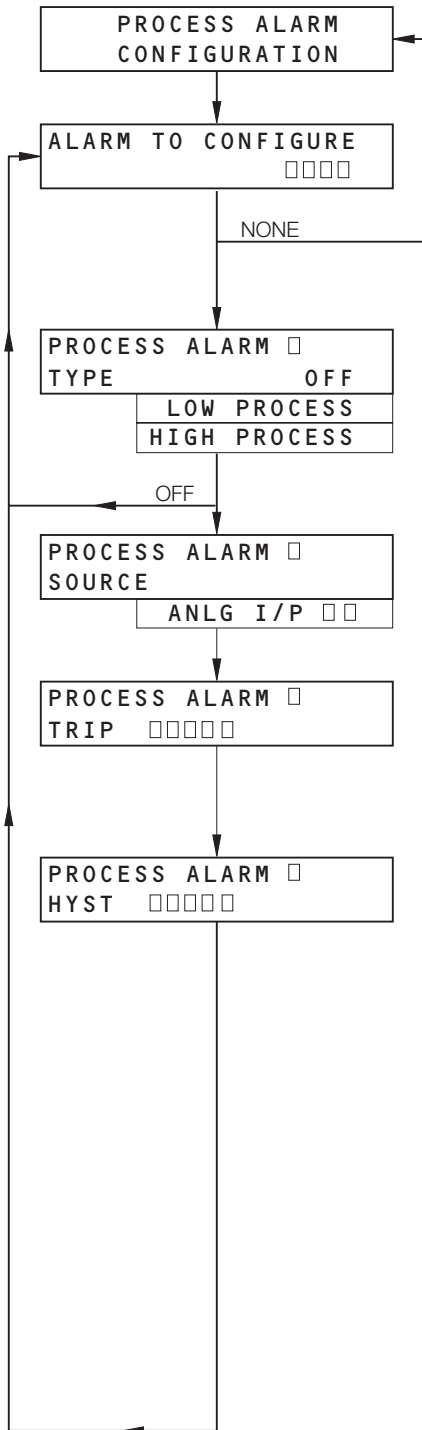 PROCESS ALARM
CONFIGURATION
ALARM TO CONFIGURE
□□□□
NONE
PROCESS ALARM □
TYPE OFF
LOW PROCESS
HIGH PROCESS
OFF
PROCESS ALARM □
SOURCE
ANLG I/P □□
PROCESS ALARM □
TRIP □□□□□
PROCESS ALARM □
HYST □□□□□